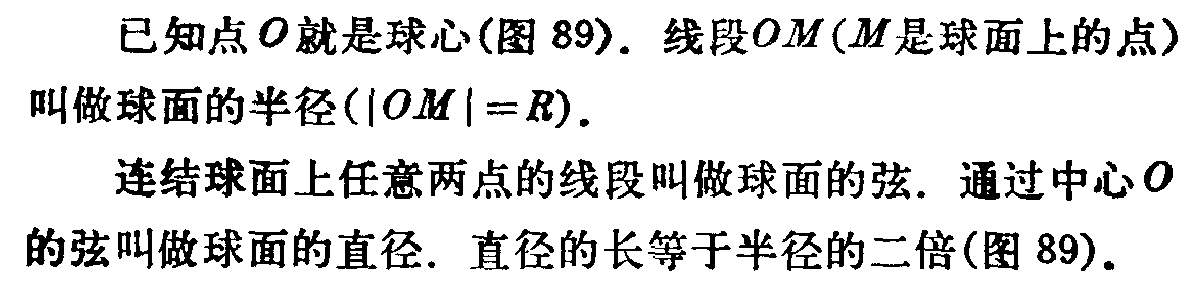 已知点O就是球心(图 89). 线段OM(M是球面上的点)
叫做球面的半径(|OM|=R).
连结球面上任意两点的线段叫做球面的弦. 通过中心O
的弦叫做球面的直径. 直径的长等于半径的二倍(图 89).